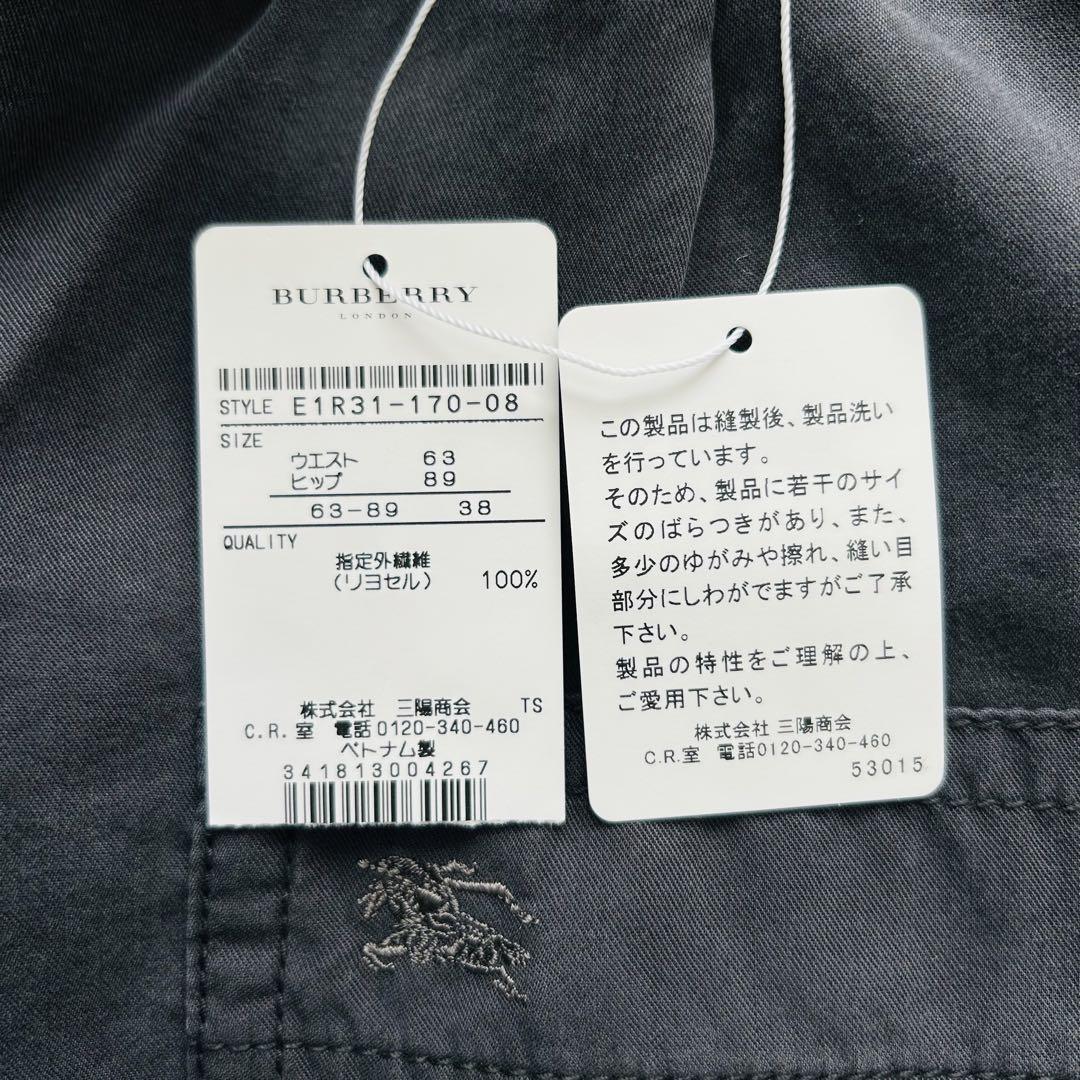 BURBERRY
LONDON
STYLE E1R31-170-08
SIZE
ウエスト 63
ヒップ 89
63-89 38
QUALITY
指定外繊維
(リヨセル) 100%
株式会社 三陽商会 TS
C.R.室 電話0120-340-460
ベトナム製
341813004267
この製品は縫製後、製品洗い
を行っています。
そのため、製品に若干のサイ
ズのばらつきがあり、また、
多少のゆがみや擦れ、縫い目
部分にしわがでますがご了承
下さい。
製品の特性をご理解の上、
ご愛用下さい。
株式会社 三陽商会
C.R.室 電話0120-340-460
53015